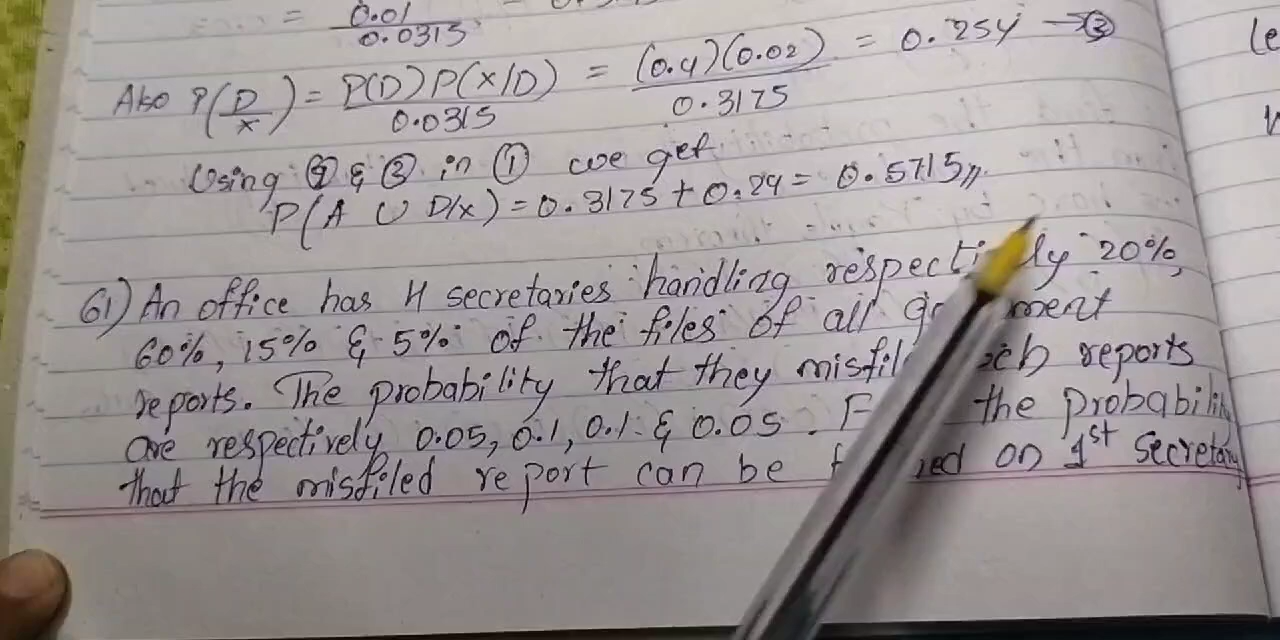 = 0.01 / 0.0315 =
Also P(D/x) = P(D) P(X/D) / 0.0315 = (0.4)(0.02) / 0.3175 = 0.254 → ③
Using ② & ③ in ① we get
P(A ∪ D/x) = 0.3175 + 0.24 = 0.5715 //.
61) An office has 4 secretaries handling respectively 20%,
60%, 15% & 5% of the files of all
reports. The probability that they reports
are respectively 0.05, 0.1, 0.1 & 0.05. the probability
that the misfiled report can be on 1st Secretary